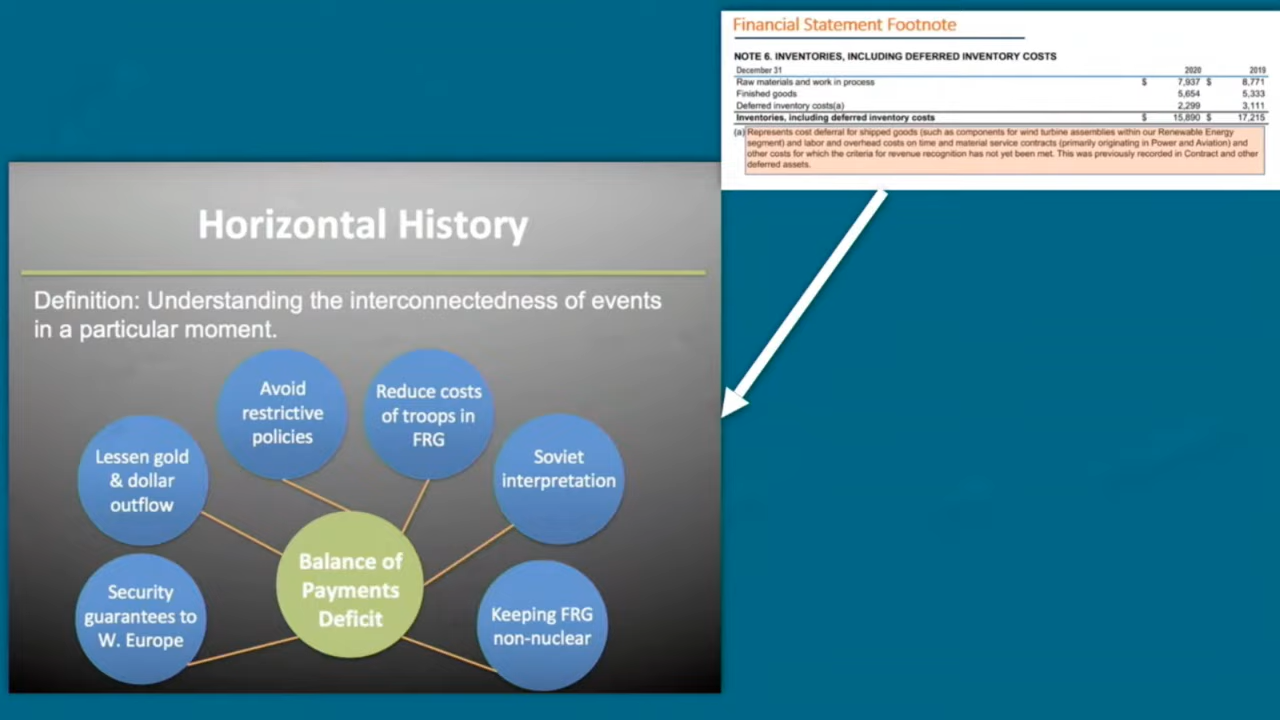 Financial Statement Footnote
NOTE 6. INVENTORIES, INCLUDING DEFERRED INVENTORY COSTS
December 31 2020 2019
Raw materials and work in process $ 7,937 $ 8,771
Finished goods 5,654 5,333
Deferred inventory costs(a) 2,299 3,111
Inventories, including deferred inventory costs $ 15,890 $ 17,215
(a) Represents cost deferral for shipped goods (such as components for wind turbine assemblies within our Renewable Energy
segment) and labor and overhead costs on time and material service contracts (primarily originating in Power and Aviation) and
other costs for which the criteria for revenue recognition has not yet been met. This was previously recorded in Contract and other
deferred assets.
Horizontal History
Definition: Understanding the interconnectedness of events
in a particular moment.
Security
guarantees to
W. Europe
Lessen gold
& dollar
outflow
Avoid
restrictive
policies
Reduce costs
of troops in
FRG
Soviet
interpretation
Keeping FRG
non-nuclear
Balance of
Payments
Deficit